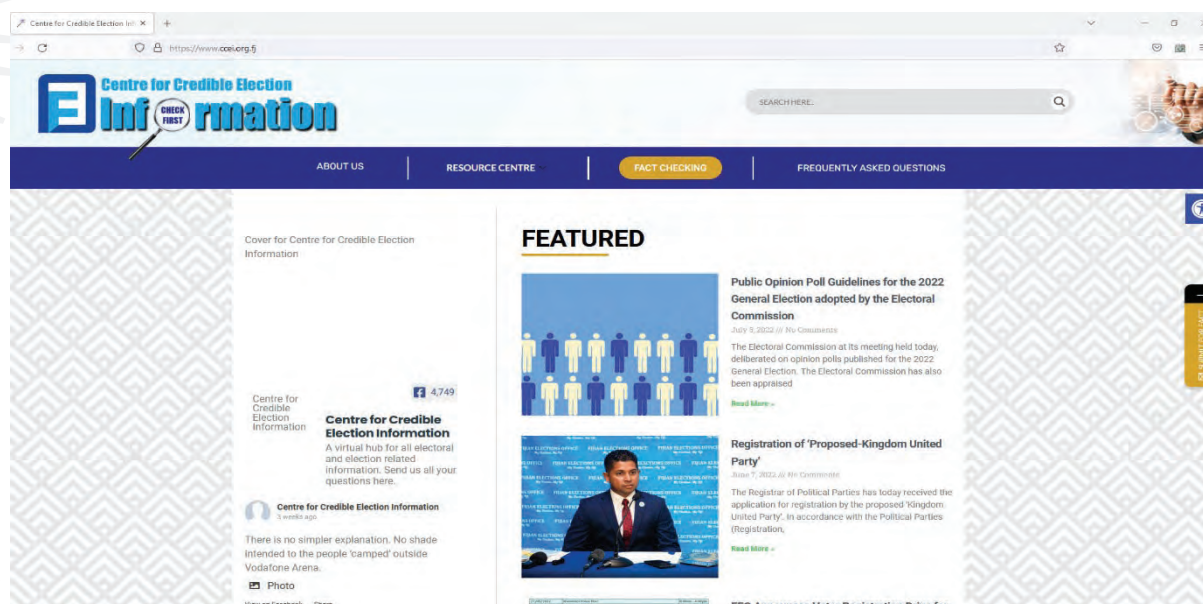 Centre for Credible Election Inf
https://www.ccei.org.fj
Centre for Credible Election
Information
CHECK
FIRST
SEARCH HERE..
ABOUT US
RESOURCE CENTRE
FACT CHECKING
FREQUENTLY ASKED QUESTIONS
Cover for Centre for Credible Election
Information
4,749
Centre for
Credible
Election
Information
Centre for Credible
Election Information
A virtual hub for all electoral
and election related
information. Send us all your
questions here.
Centre for Credible Election Information
3 weeks ago
There is no simpler explanation. No shade
intended to the people 'camped' outside
Vodafone Arena.
Photo
View on Facebook · Share
FEATURED
Public Opinion Poll Guidelines for the 2022
General Election adopted by the Electoral
Commission
July 8, 2022 /// No Comments
The Electoral Commission at its meeting held today,
deliberated on opinion polls published for the 2022
General Election. The Electoral Commission has also
been appraised
Read More »
FIJIAN ELECTIONS OFFICE
Registration of ‘Proposed-Kingdom United
Party’
June 7, 2022 /// No Comments
The Registrar of Political Parties has today received the
application for registration by the proposed ‘Kingdom
United Party’. In accordance with the Political Parties
(Registration,
Read More »